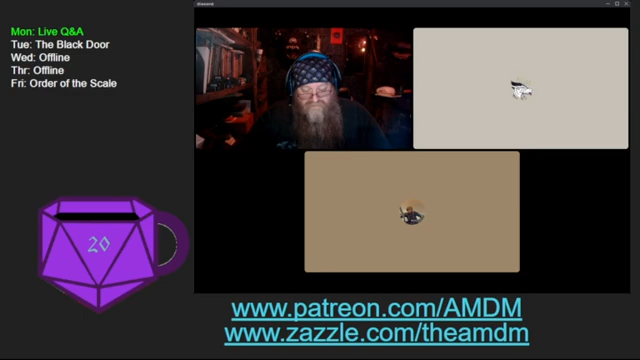 Mon: Live Q&A
Tue: The Black Door
Wed: Offline
Thr: Offline
Fri: Order of the Scale
20
www.patreon.com/AMDM
www.zazzle.com/theamdm